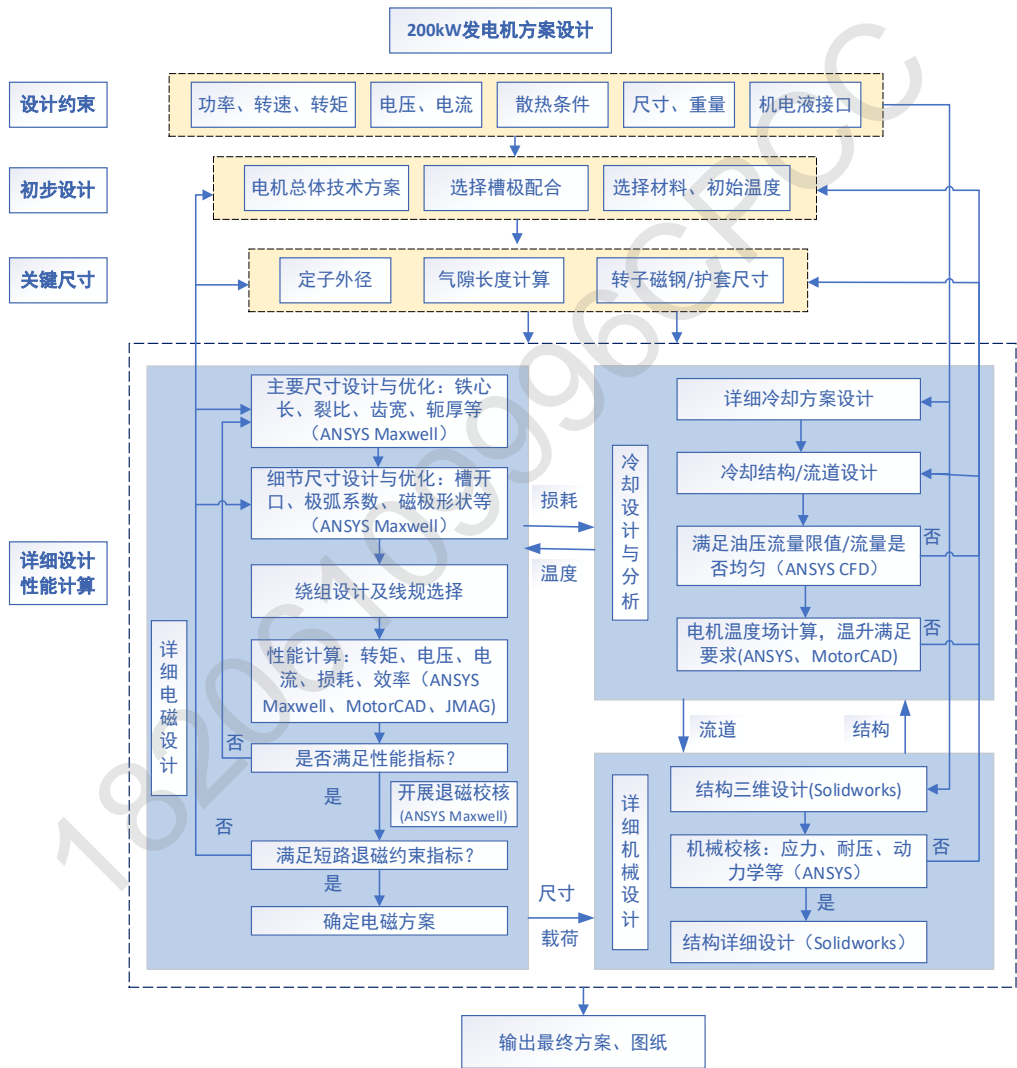 200kW发电机方案设计
设计约束
功率、转速、转矩
电压、电流
散热条件
尺寸、重量
机电液接口
初步设计
电机总体技术方案
选择槽极配合
选择材料、初始温度
关键尺寸
定子外径
气隙长度计算
转子磁钢/护套尺寸
详细设计
性能计算
详细电磁设计
主要尺寸设计与优化：铁心
长、裂比、齿宽、轭厚等
（ANSYS Maxwell）
细节尺寸设计与优化：槽开
口、极弧系数、磁极形状等
（ANSYS Maxwell）
绕组设计及线规选择
性能计算：转矩、电压、电
流、损耗、效率（ANSYS
Maxwell、MotorCAD、JMAG)
否
是否满足性能指标？
是
开展退磁校核
(ANSYS Maxwell)
否
满足短路退磁约束指标？
是
确定电磁方案
损耗
温度
尺寸
载荷
冷却设计与分析
详细冷却方案设计
冷却结构/流道设计
满足油压流量限值/流量是
否均匀（ANSYS CFD）
否
电机温度场计算，温升满足
要求(ANSYS、MotorCAD)
否
流道
结构
详细机械设计
结构三维设计(Solidworks)
机械校核：应力、耐压、动
力学等（ANSYS）
否
是
结构详细设计（Solidworks）
输出最终方案、图纸
18206109996CPCC